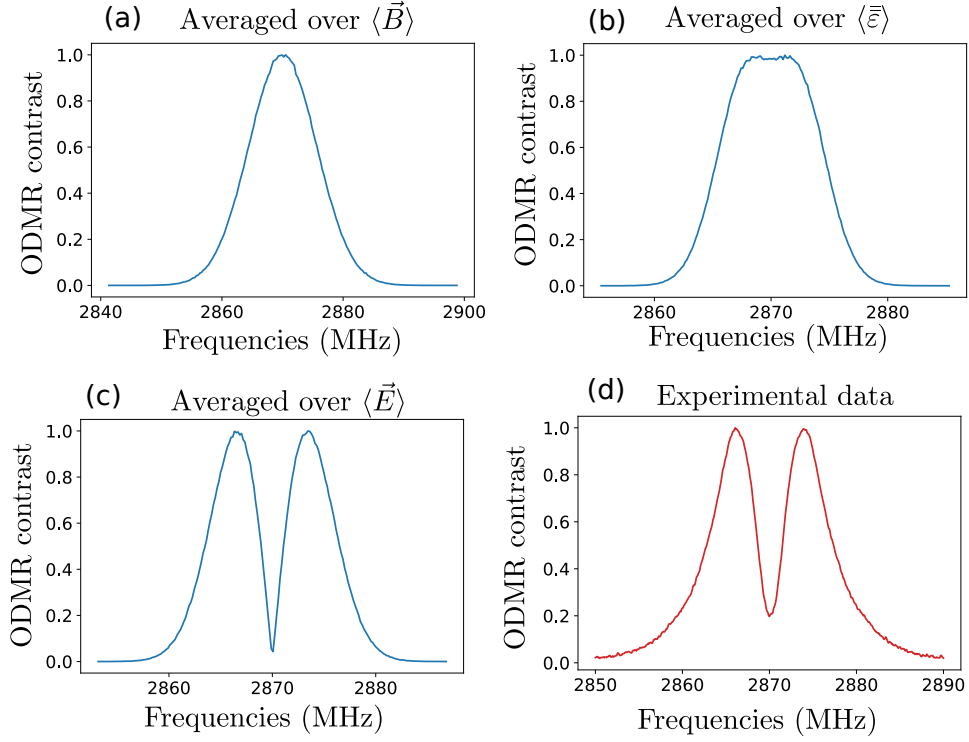 (a) Averaged over ⟨B⃗⟩
ODMR contrast
1.0
0.8
0.6
0.4
0.2
0.0
2840 2860 2880 2900
Frequencies (MHz)
(b) Averaged over ⟨ε̿⟩
ODMR contrast
1.0
0.8
0.6
0.4
0.2
0.0
2860 2870 2880
Frequencies (MHz)
(c) Averaged over ⟨E⃗⟩
ODMR contrast
1.0
0.8
0.6
0.4
0.2
0.0
2860 2870 2880
Frequencies (MHz)
(d) Experimental data
ODMR contrast
1.0
0.8
0.6
0.4
0.2
0.0
2850 2860 2870 2880 2890
Frequencies (MHz)